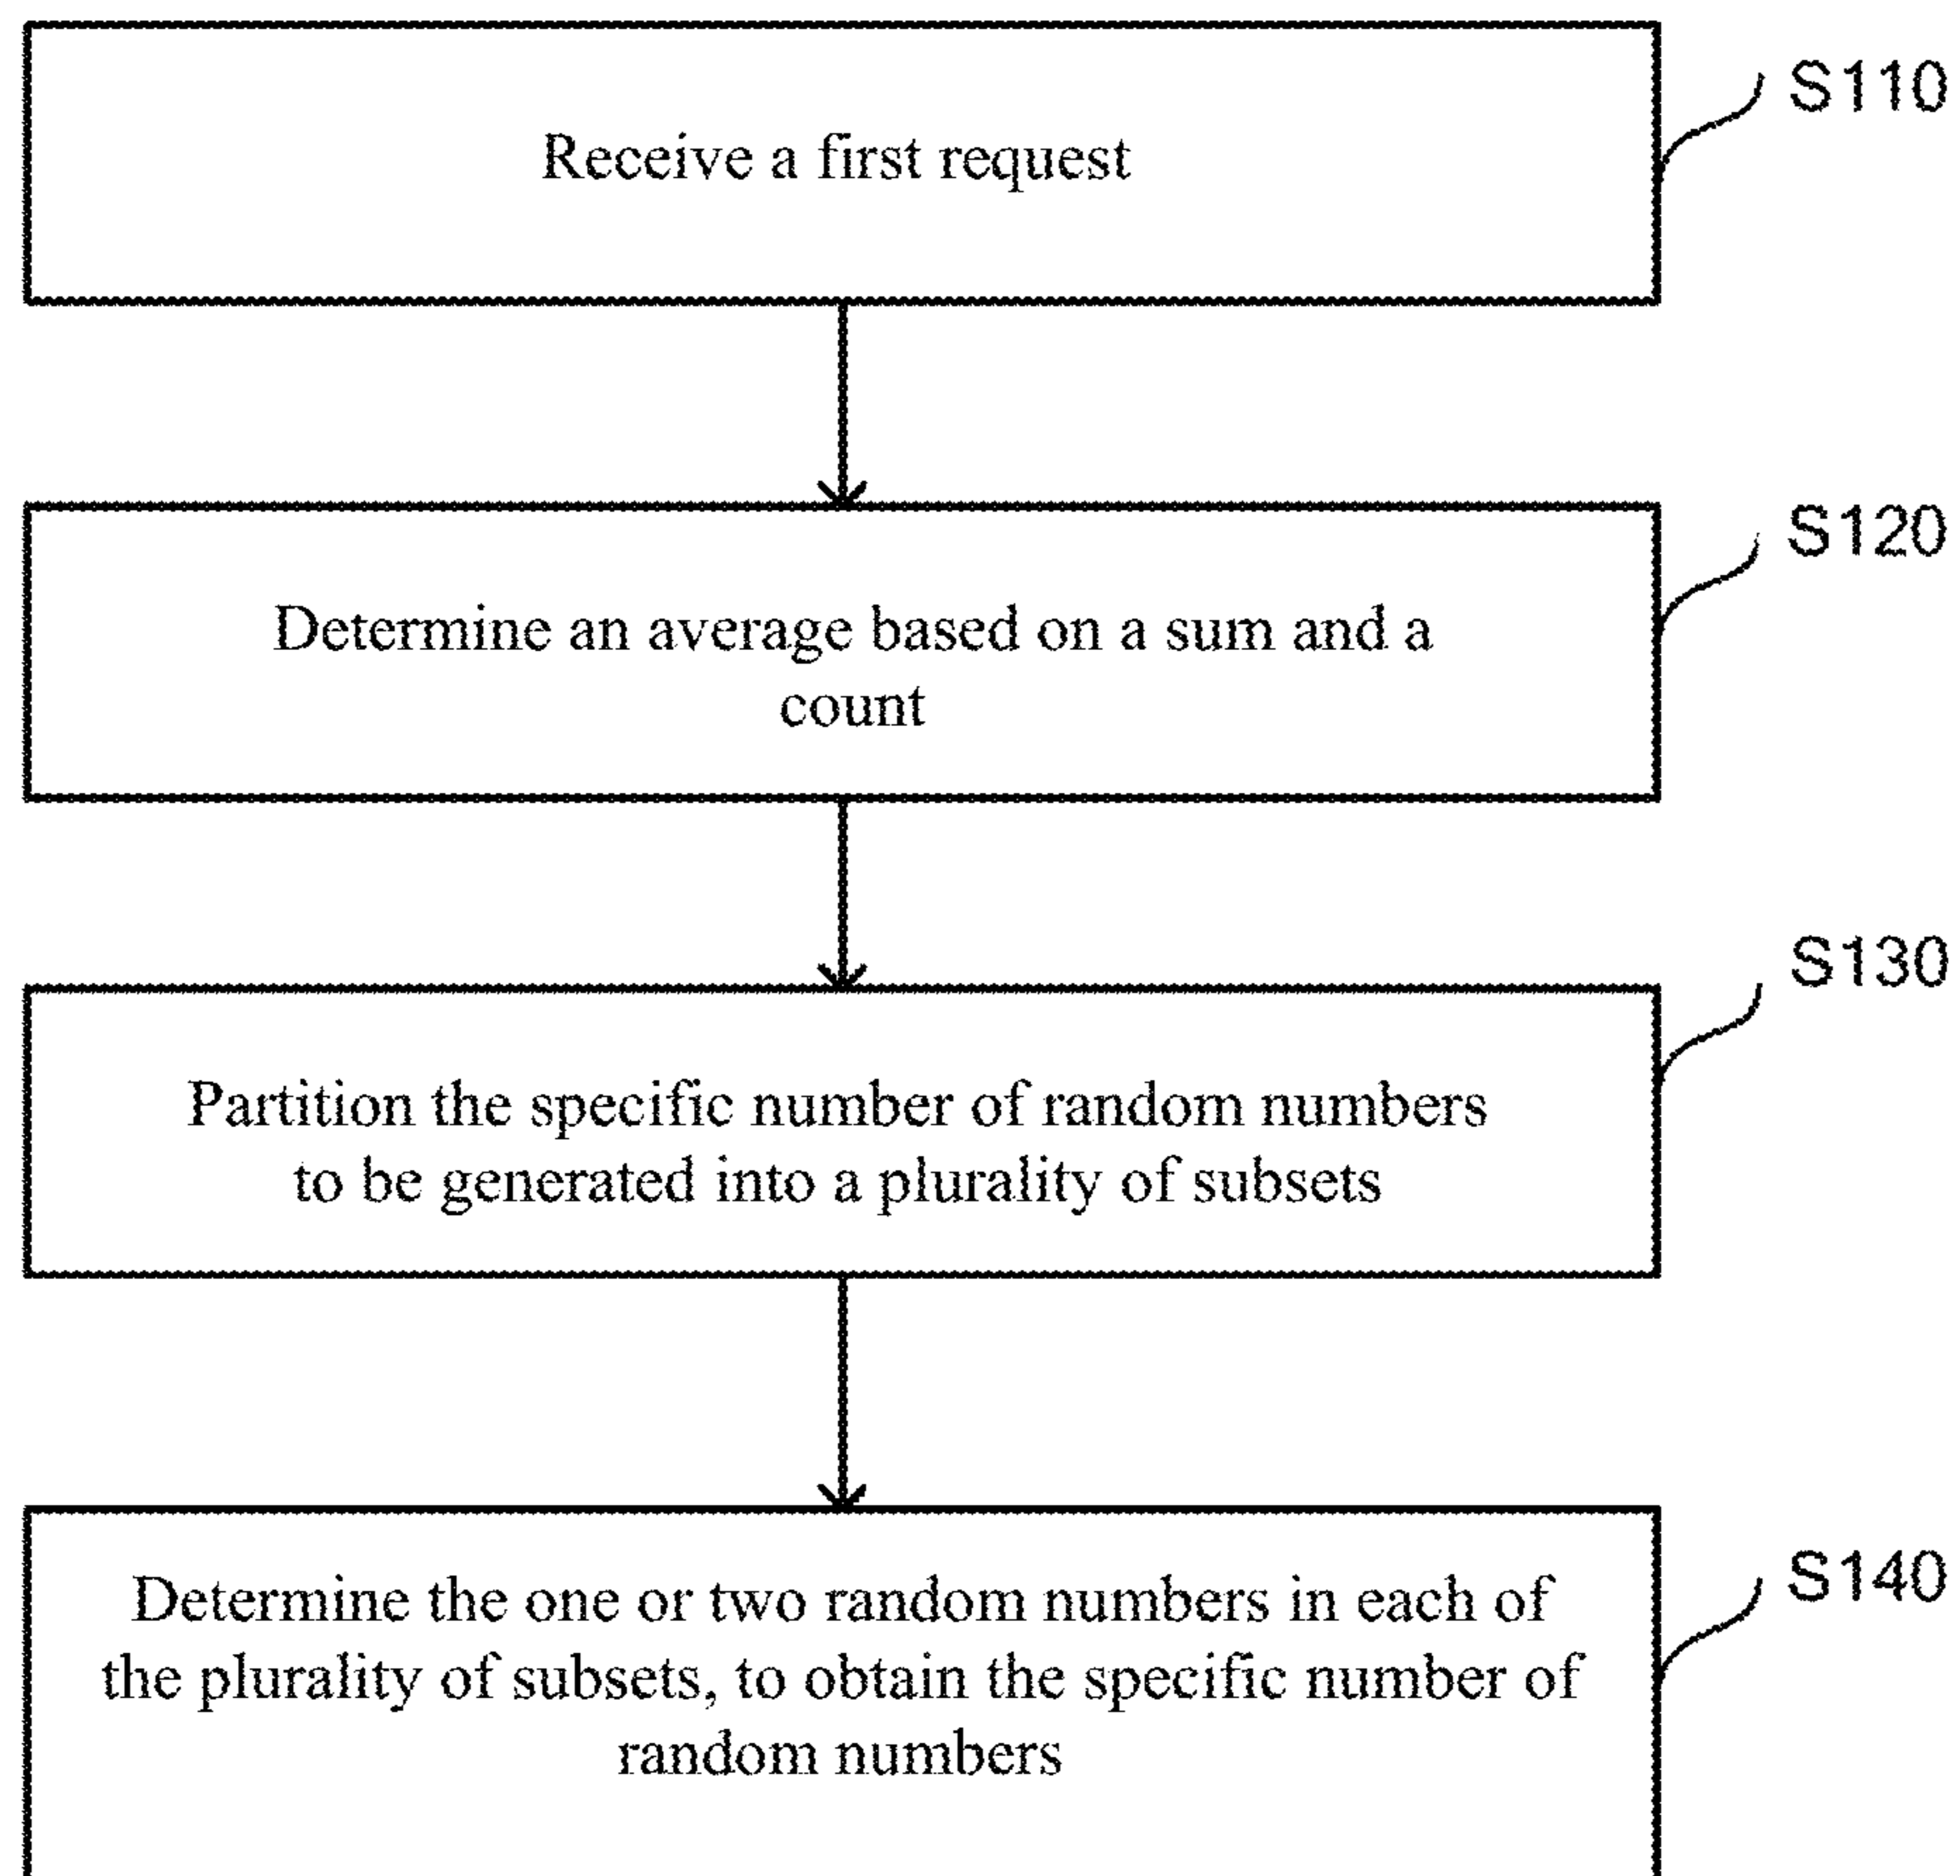 Receive a first request
S110
Determine an average based on a sum and a
count
S120
Partition the specific number of random numbers
to be generated into a plurality of subsets
S130
Determine the one or two random numbers in each of
the plurality of subsets, to obtain the specific number of
random numbers
S140